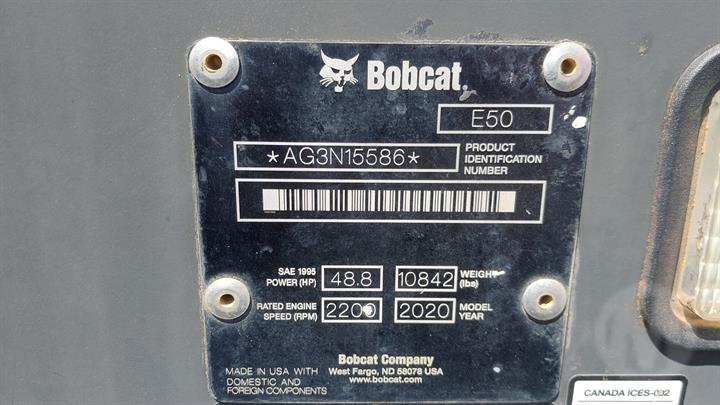 Bobcat.
E50
*AG3N15586*
PRODUCT
IDENTIFICATION
NUMBER
SAE 1995
POWER (HP)
48.8
10842
WEIGHT
(lbs)
RATED ENGINE
SPEED (RPM)
2200
2020
MODEL
YEAR
Bobcat Company
West Fargo, ND 58078 USA
www.bobcat.com
MADE IN USA WITH
DOMESTIC AND
FOREIGN COMPONENTS
CANADA ICES-002